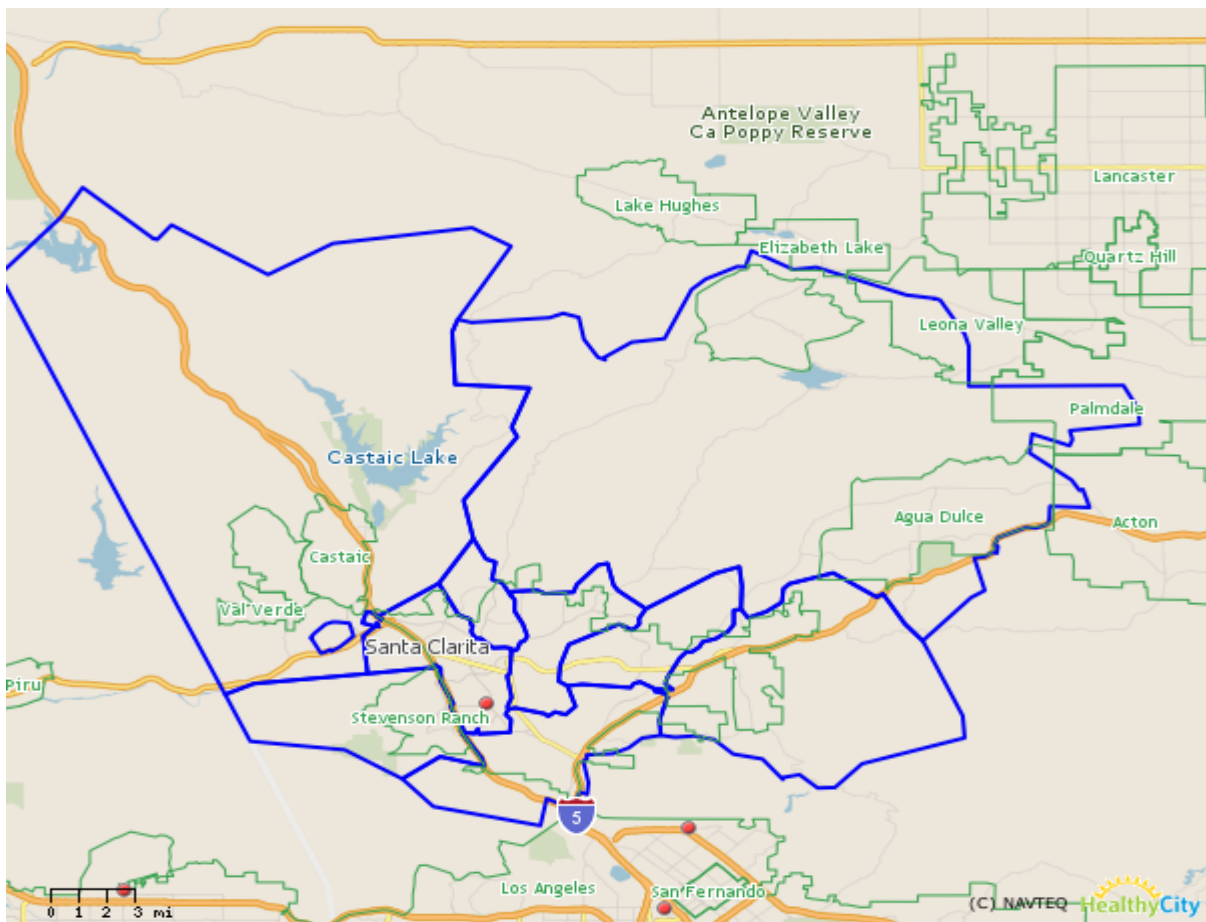 Antelope Valley
Ca Poppy Reserve
Lancaster
Lake Hughes
Elizabeth Lake
Quartz Hill
Leona Valley
Palmdale
Castaic Lake
Agua Dulce
Acton
Castaic
Val Verde
Santa Clarita
Piru
Stevenson Ranch
5
Los Angeles
San Fernando
0 1 2 3 mi
(C) NAVTEQ
HealthyCity